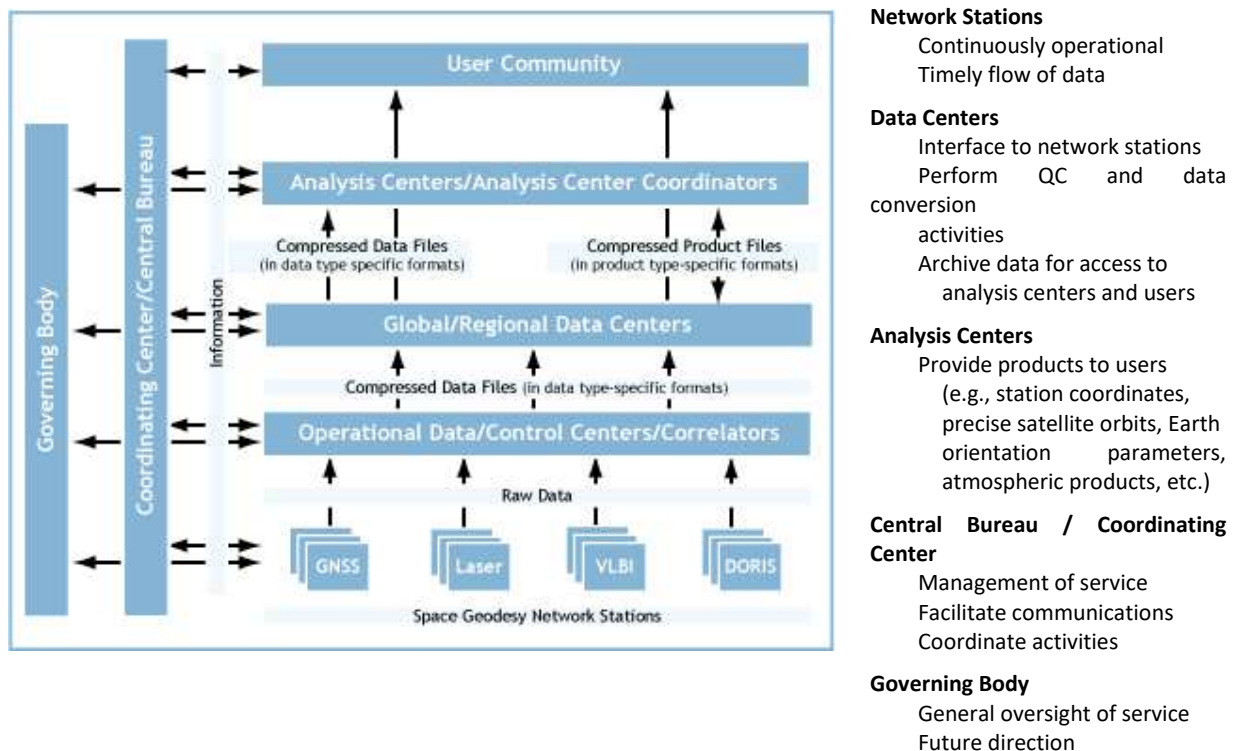 User Community
Analysis Centers/Analysis Center Coordinators
Compressed Data Files
(in data type specific formats)
Compressed Product Files
(in product type-specific formats)
Global/Regional Data Centers
Compressed Data Files (in data type-specific formats)
Operational Data/Control Centers/Correlators
Raw Data
GNSS
Laser
VLBI
DORIS
Space Geodesy Network Stations
Governing Body
Coordinating Center/Central Bureau
Information
Network Stations
Continuously operational
Timely flow of data
Data Centers
Interface to network stations
Perform QC and data
conversion
activities
Archive data for access to
analysis centers and users
Analysis Centers
Provide products to users
(e.g., station coordinates,
precise satellite orbits, Earth
orientation parameters,
atmospheric products, etc.)
Central Bureau / Coordinating
Center
Management of service
Facilitate communications
Coordinate activities
Governing Body
General oversight of service
Future direction